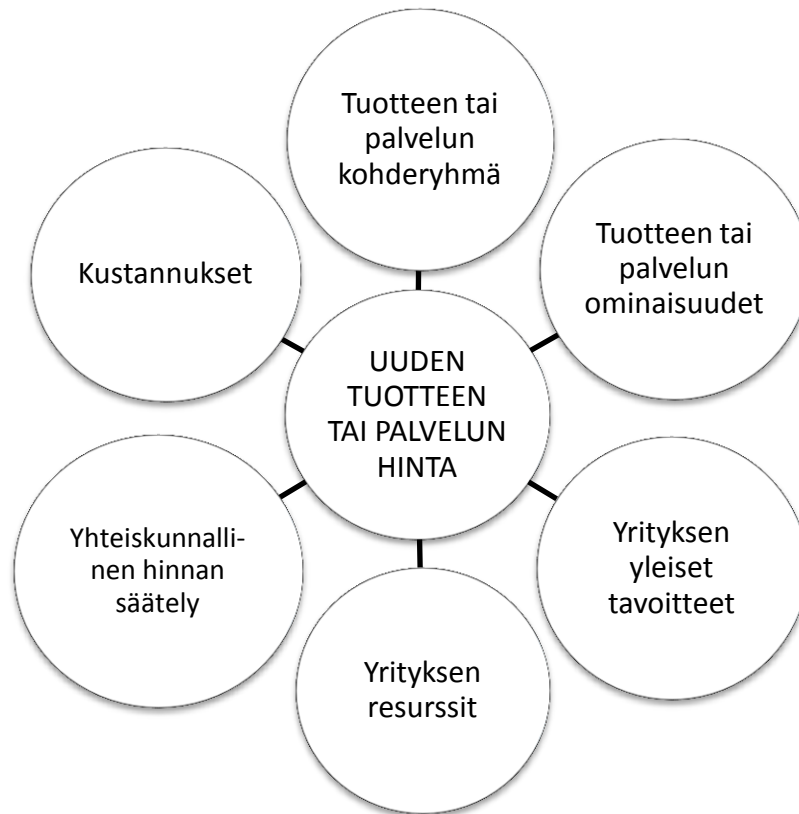 Tuotteen tai
palvelun
kohderyhmä
Tuotteen tai
palvelun
ominaisuudet
Yrityksen
yleiset
tavoitteet
Yrityksen
resurssit
Yhteiskunnalli-
nen hinnan
säätely
Kustannukset
UUDEN
TUOTTEEN
TAI PALVELUN
HINTA